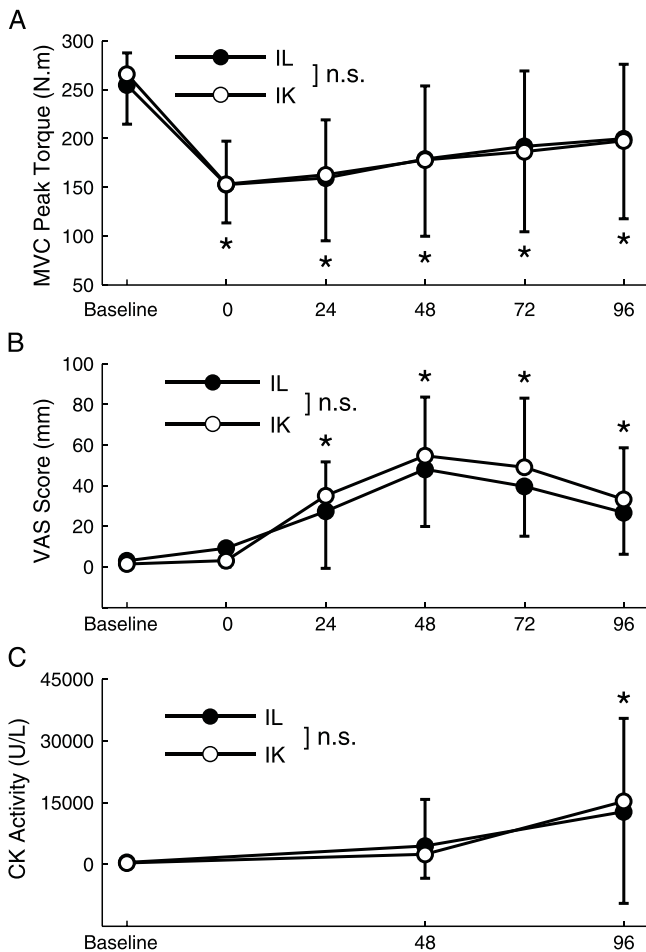 A
MVC Peak Torque (N.m)
300
250
200
150
100
50
IL
IK
] n.s.
*
*
*
*
*
Baseline 0 24 48 72 96
B
VAS Score (mm)
100
80
60
40
20
0
IL
IK
] n.s.
*
*
*
*
Baseline 0 24 48 72 96
C
CK Activity (U/L)
45000
30000
15000
0
IL
IK
] n.s.
*
Baseline 48 96